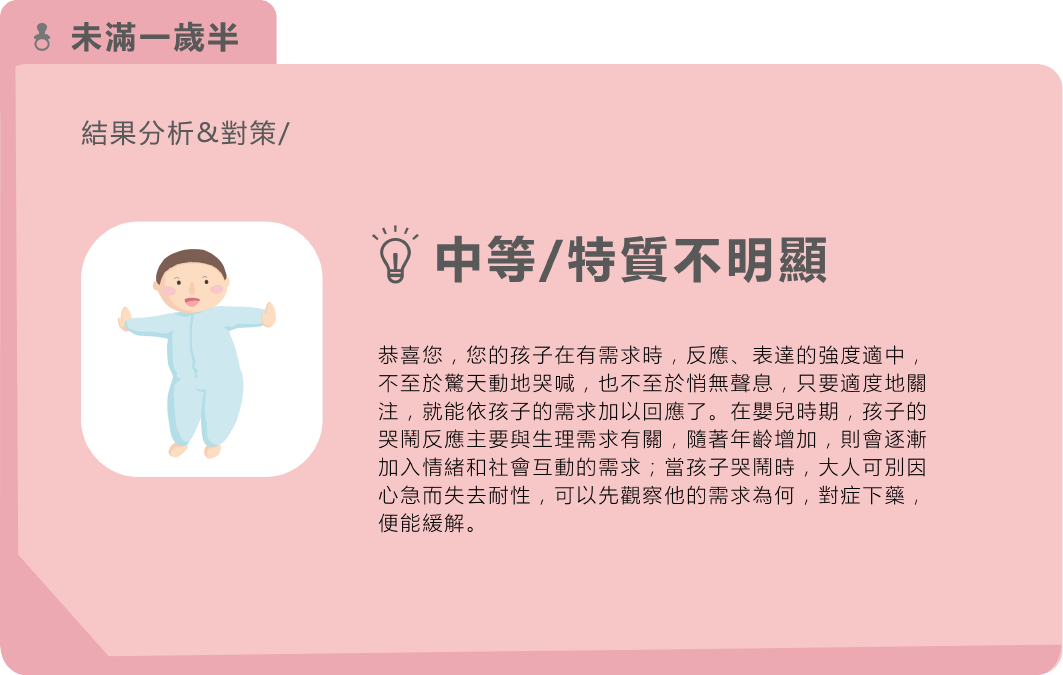 未滿一歲半
結果分析&對策/
中等/特質不明顯
恭喜您，您的孩子在有需求時，反應、表達的強度適中，
不至於驚天動地哭喊，也不至於悄無聲息，只要適度地關
注，就能依孩子的需求加以回應了。在嬰兒時期，孩子的
哭鬧反應主要與生理需求有關，隨著年齡增加，則會逐漸
加入情緒和社會互動的需求；當孩子哭鬧時，大人可別因
心急而失去耐性，可以先觀察他的需求為何，對症下藥，
便能緩解。